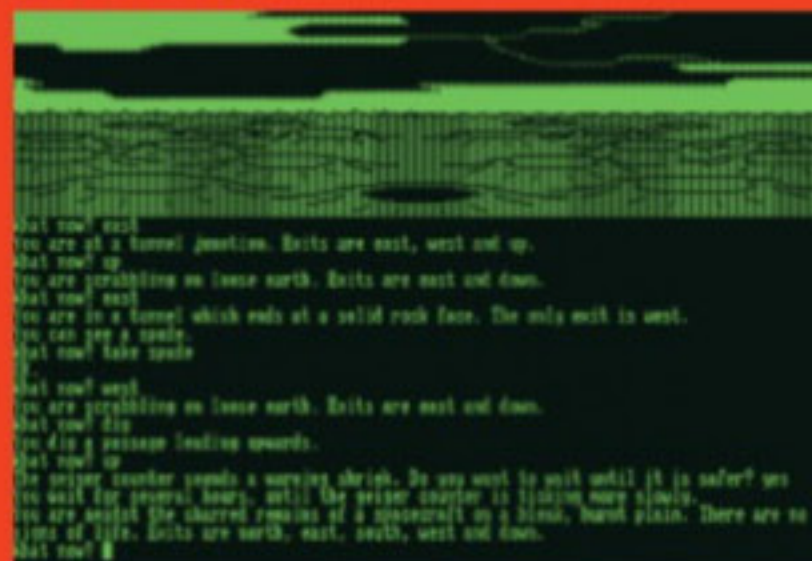 What now? east
You are at a tunnel junction. Exits are east, west and up.
What now? up
You are scrabbling on loose earth. Exits are east and down.
What now? east
You are in a tunnel which ends at a solid rock face. The only exit is west.
You can see a spade.
What now? take spade
What now? west
You are scrabbling on loose earth. Exits are east and down.
What now? dig
You dig a passage leading upwards.
What now? up
The geiger counter sounds a warning shriek. Do you want to wait until it is safer? yes
You wait for several hours, until the geiger counter is ticking more slowly.
You are amidst the charred remains of a spacecraft on a bleak, burnt plain. There are no
signs of life. Exits are north, east, south, west and down.
What now?